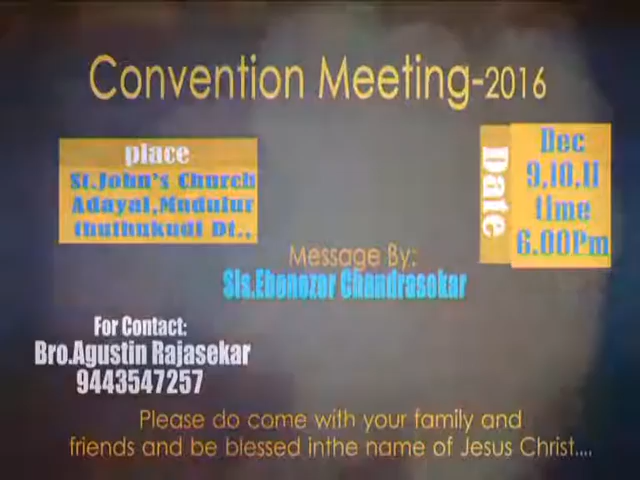 Convention Meeting-2016
place
St.John's Church
Adayal,Mudulur
thuthukudi Dt.,
Date
Dec
9,10,11
time
6.00Pm
Message By:
Sis.Ebenezer Chandrasekar
For Contact:
Bro.Agustin Rajasekar
9443547257
Please do come with your family and
friends and be blessed inthe name of Jesus Christ....